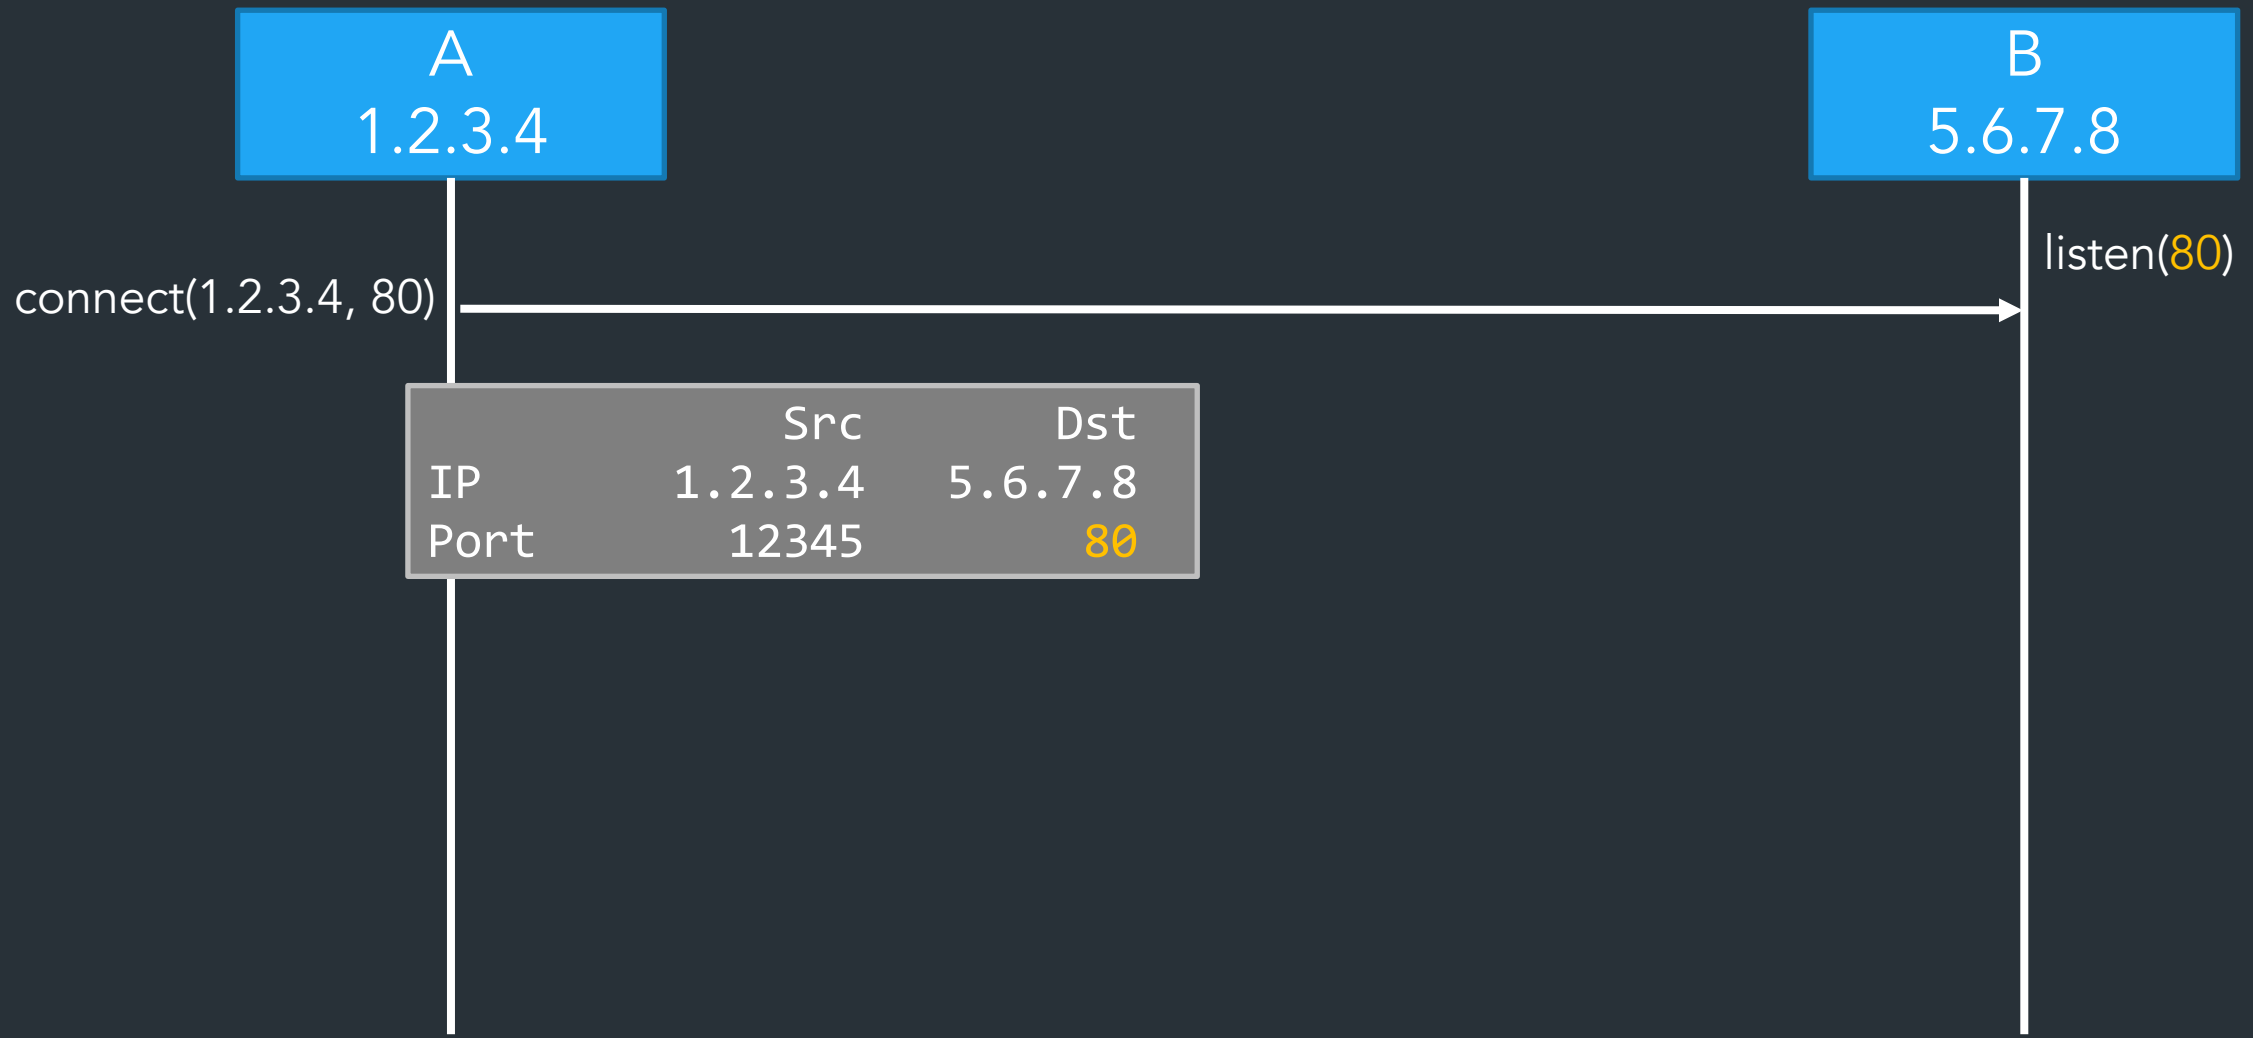 A
1.2.3.4
B
5.6.7.8
listen(80)
connect(1.2.3.4, 80)
Src Dst
IP 1.2.3.4 5.6.7.8
Port 12345 80